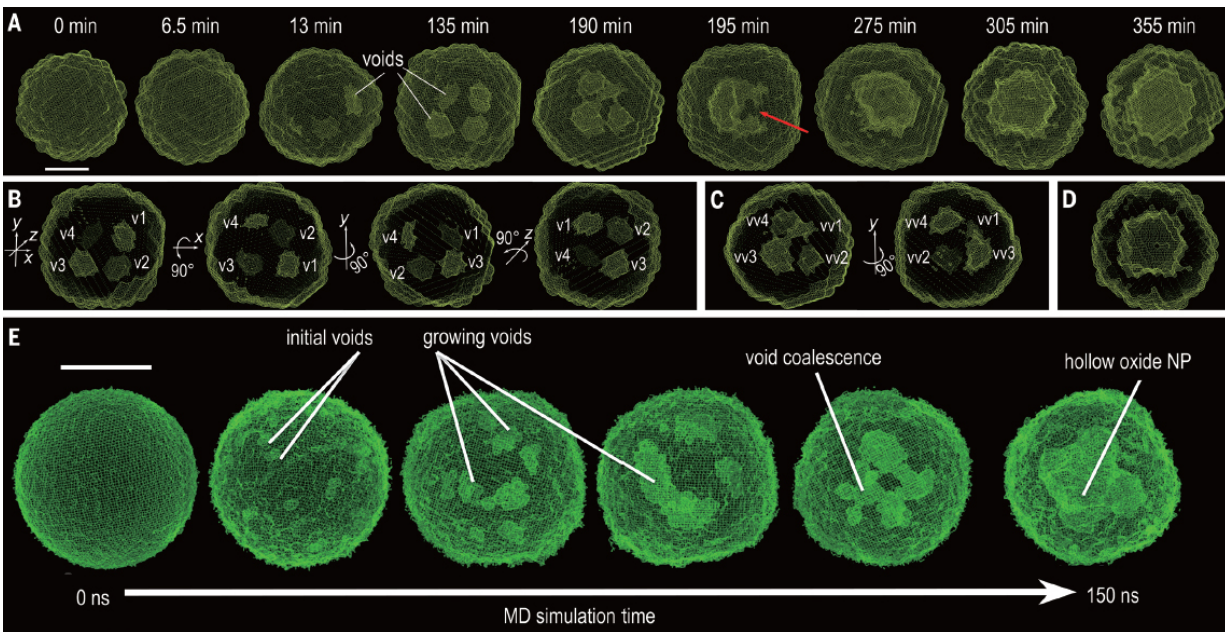 A
0 min 6.5 min 13 min 135 min 190 min 195 min 275 min 305 min 355 min
voids
B
y z x
v1 v4 v3 v2
x 90°
v4 v2 v3 v1
y 90°
v4 v1 v2 v3
90° z
v1 v2 v4 v3
C
vv4 vv1 vv3 vv2
y 90°
vv4 vv1 vv2 vv3
D
E
initial voids growing voids
void coalescence hollow oxide NP
0 ns 150 ns
MD simulation time